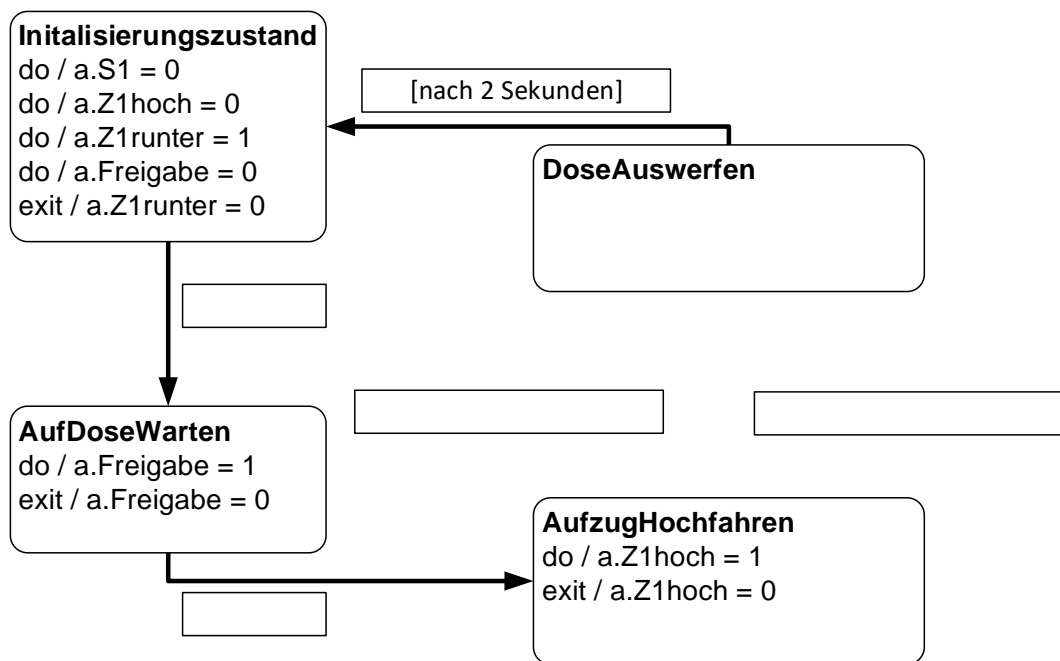 Initalisierungszustand
do / a.S1 = 0
do / a.Z1hoch = 0
do / a.Z1runter = 1
do / a.Freigabe = 0
exit / a.Z1runter = 0
[nach 2 Sekunden]
DoseAuswerfen
AufDoseWarten
do / a.Freigabe = 1
exit / a.Freigabe = 0
AufzugHochfahren
do / a.Z1hoch = 1
exit / a.Z1hoch = 0